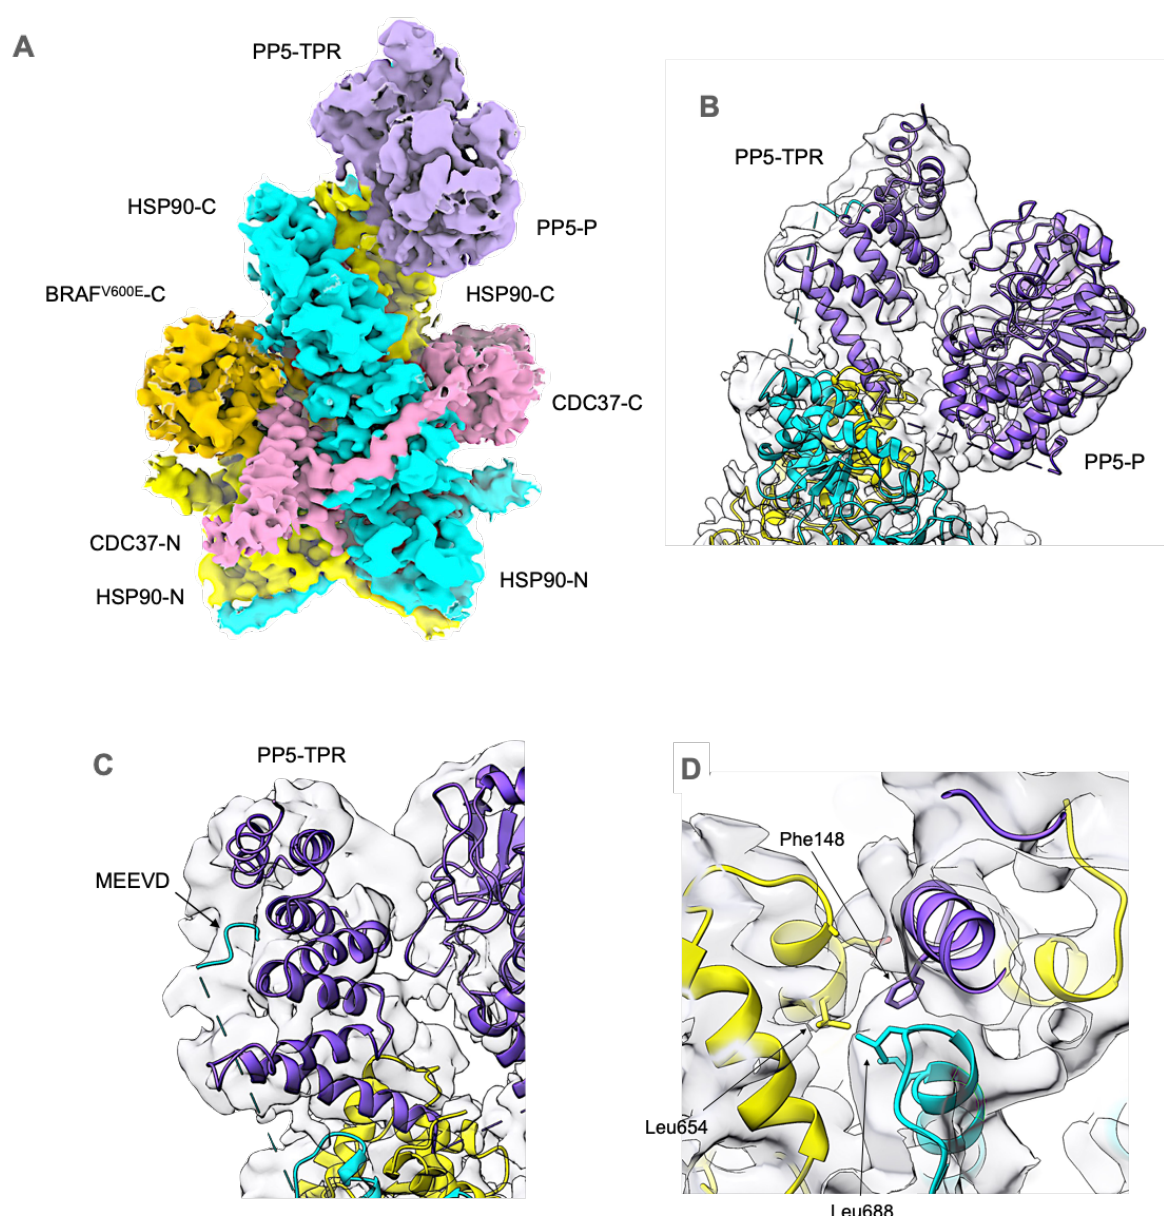 A
PP5-TPR
HSP90-C
PP5-P
BRAFV600E-C
HSP90-C
CDC37-C
CDC37-N
HSP90-N
HSP90-N
B
PP5-TPR
PP5-P
C
PP5-TPR
MEEVD
D
Phe148
Leu654
Leu688